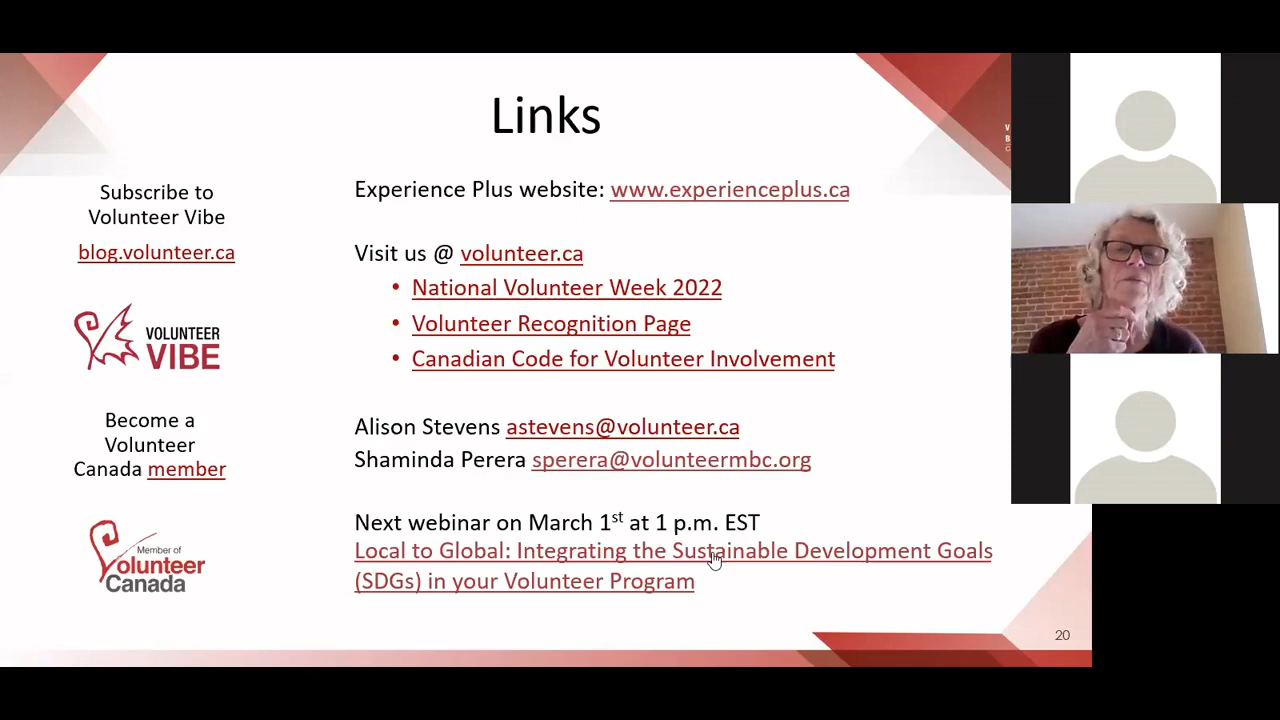 Links
Subscribe to
Volunteer Vibe
blog.volunteer.ca
VOLUNTEER
VIBE
Become a
Volunteer
Canada member
Member of
Volunteer
Canada
Experience Plus website: www.experienceplus.ca
Visit us @ volunteer.ca
• National Volunteer Week 2022
• Volunteer Recognition Page
• Canadian Code for Volunteer Involvement
Alison Stevens astevens@volunteer.ca
Shaminda Perera sperera@volunteermbc.org
Next webinar on March 1st at 1 p.m. EST
Local to Global: Integrating the Sustainable Development Goals
(SDGs) in your Volunteer Program
20